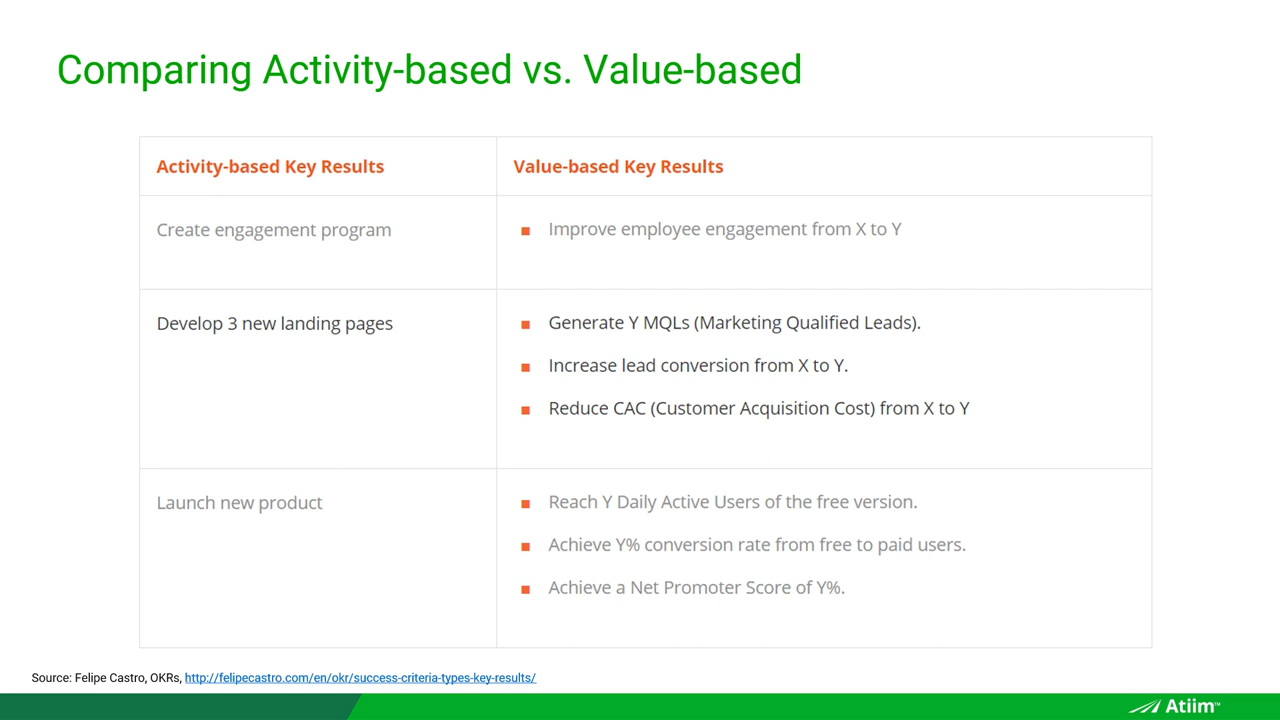 Comparing Activity-based vs. Value-based
Activity-based Key Results
Value-based Key Results
Create engagement program
Improve employee engagement from X to Y
Develop 3 new landing pages
Generate Y MQLs (Marketing Qualified Leads).
Increase lead conversion from X to Y.
Reduce CAC (Customer Acquisition Cost) from X to Y
Launch new product
Reach Y Daily Active Users of the free version.
Achieve Y% conversion rate from free to paid users.
Achieve a Net Promoter Score of Y%.
Source: Felipe Castro, OKRs, http://felipecastro.com/en/okr/success-criteria-types-key-results/
Atiim™